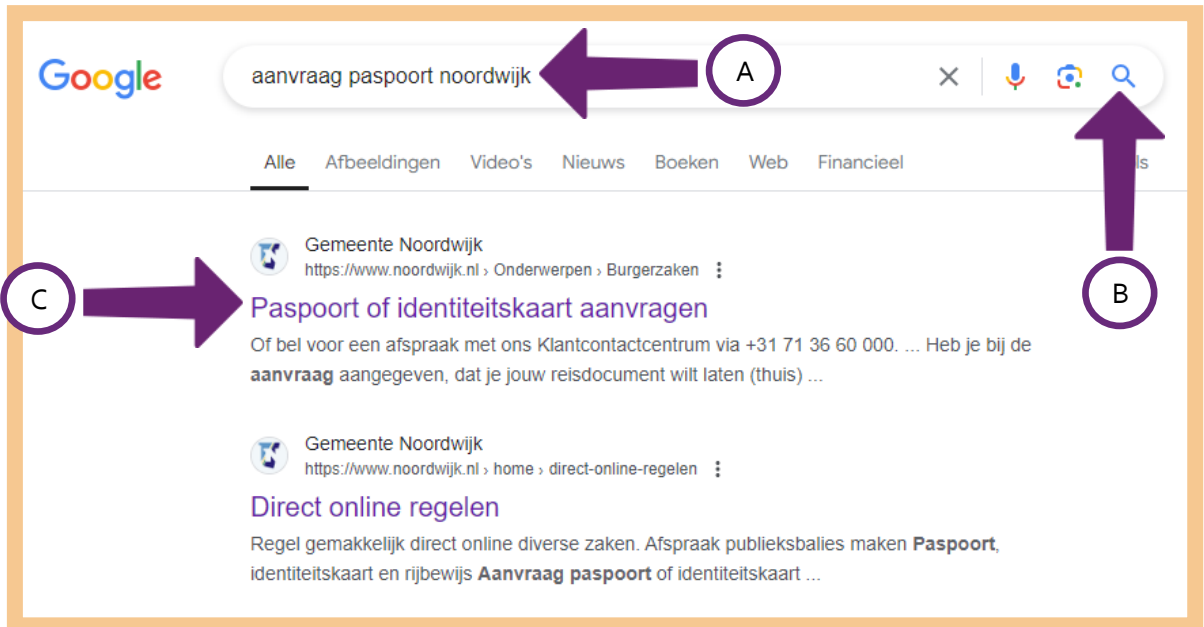 Google
aanvraag paspoort noordwijk
A
Alle Afbeeldingen Video's Nieuws Boeken Web Financieel ls
Gemeente Noordwijk
https://www.noordwijk.nl › Onderwerpen › Burgerzaken
C
B
Paspoort of identiteitskaart aanvragen
Of bel voor een afspraak met ons Klantcontactcentrum via +31 71 36 60 000. ... Heb je bij de
aanvraag aangegeven, dat je jouw reisdocument wilt laten (thuis) ...
Gemeente Noordwijk
https://www.noordwijk.nl › home › direct-online-regelen
Direct online regelen
Regel gemakkelijk direct online diverse zaken. Afspraak publieksbalies maken Paspoort,
identiteitskaart en rijbewijs Aanvraag paspoort of identiteitskaart ...